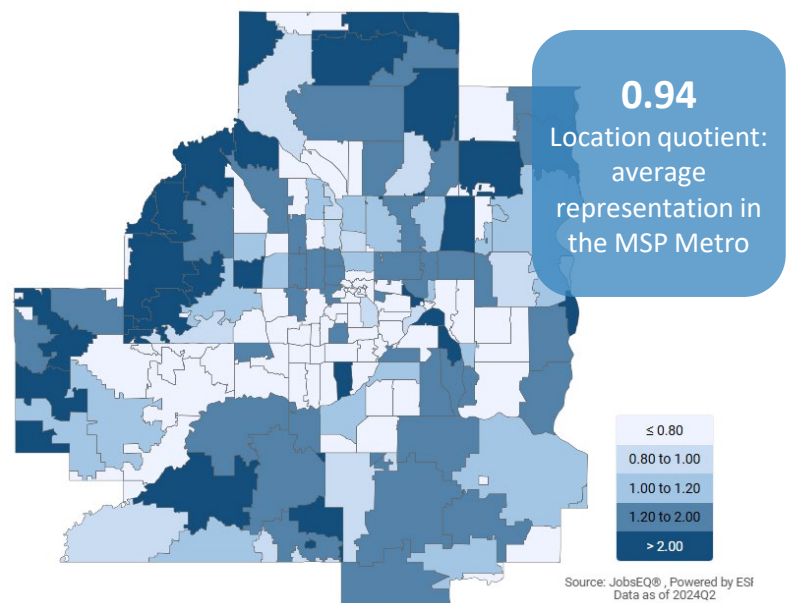 0.94
Location quotient:
average
representation in
the MSP Metro
≤ 0.80
0.80 to 1.00
1.00 to 1.20
1.20 to 2.00
> 2.00
Source: JobsEQ® , Powered by ESF
Data as of 2024Q2